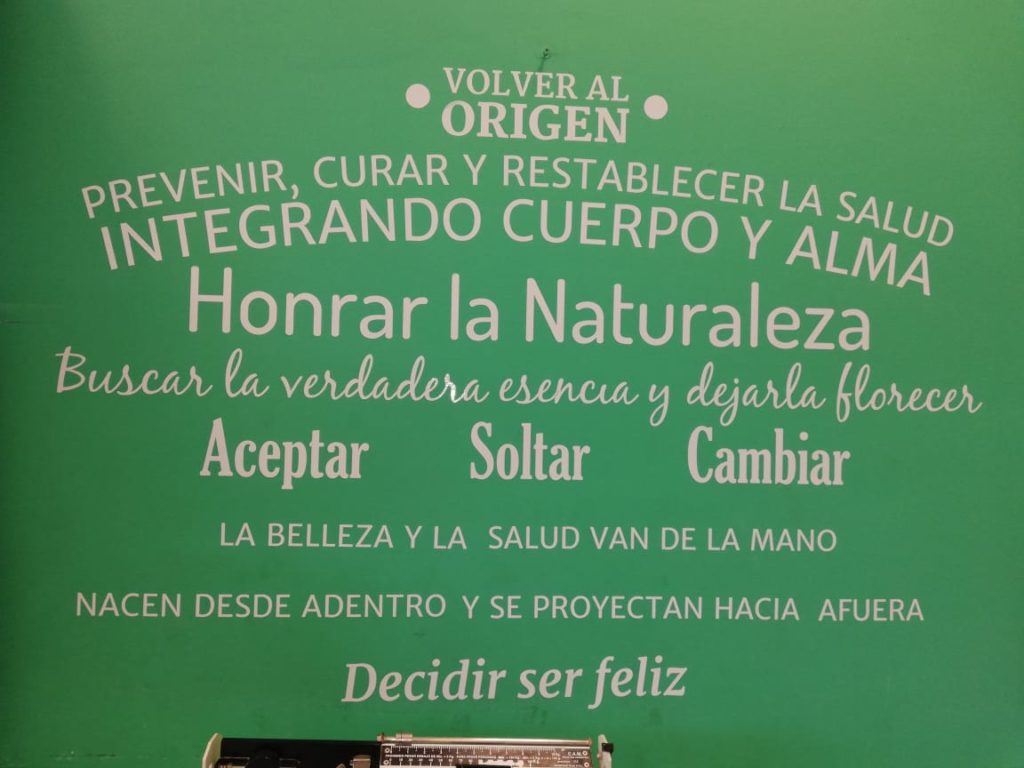 VOLVER AL
ORIGEN
PREVENIR, CURAR Y RESTABLECER LA SALUD
INTEGRANDO CUERPO Y ALMA
Honrar la Naturaleza
Buscar la verdadera esencia y dejarla florecer
Aceptar Soltar Cambiar
LA BELLEZA Y LA SALUD VAN DE LA MANO
NACEN DESDE ADENTRO Y SE PROYECTAN HACIA AFUERA
Decidir ser feliz